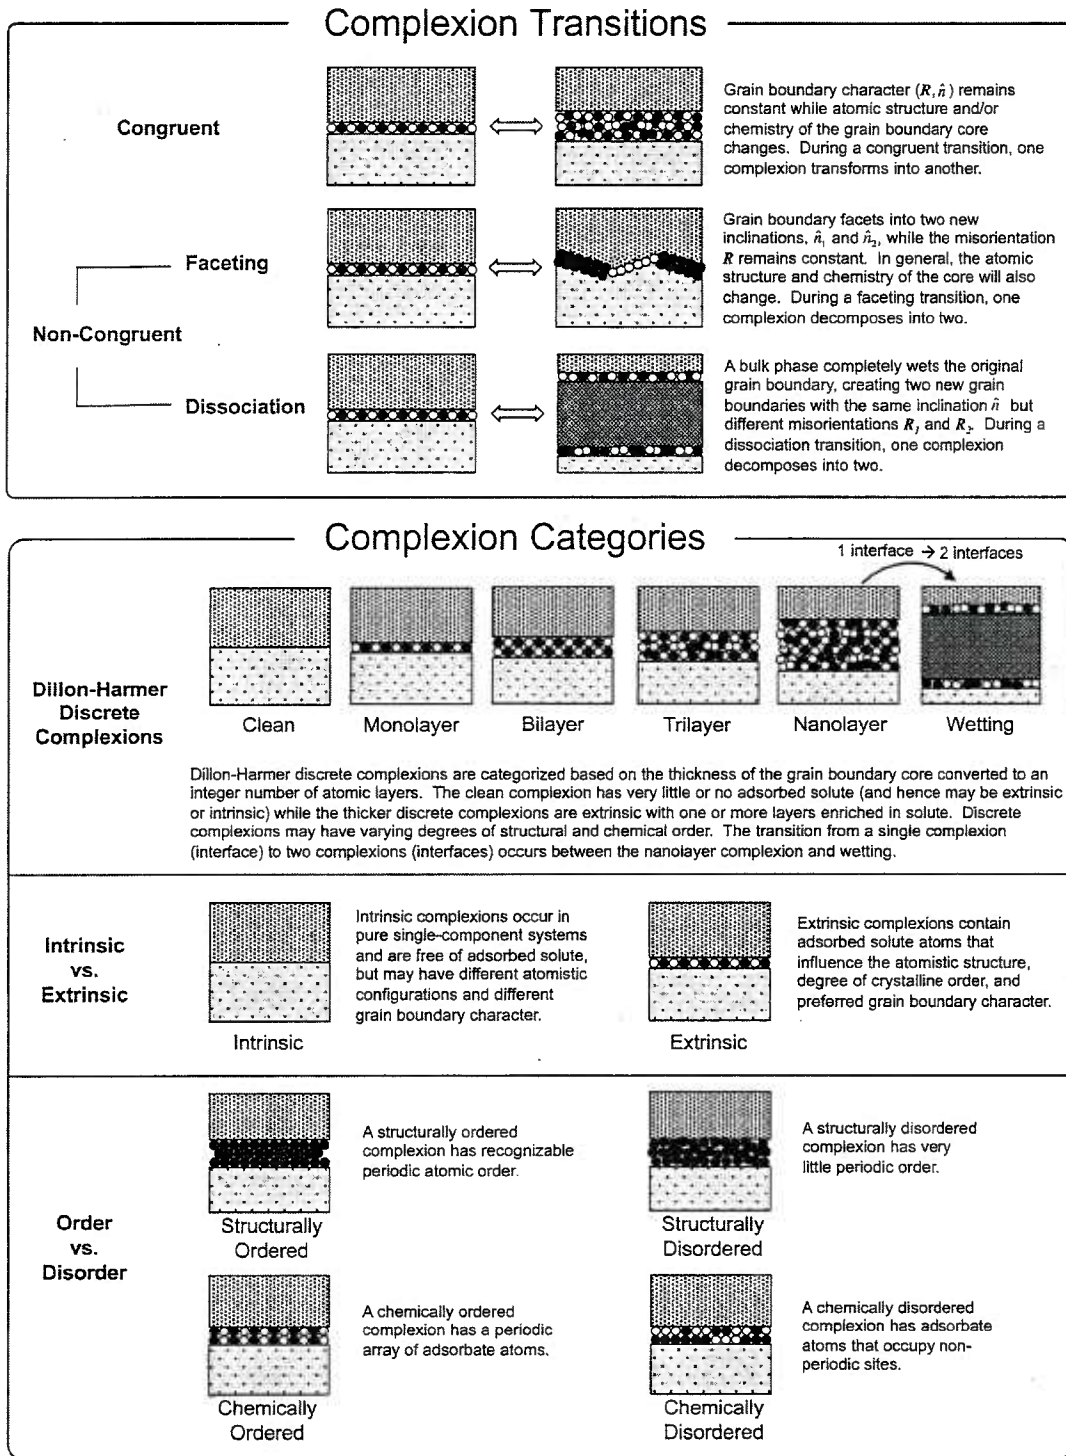 Complexion Transitions
Congruent
Grain boundary character (R, n̂) remains
constant while atomic structure and/or
chemistry of the grain boundary core
changes. During a congruent transition, one
complexion transforms into another.
Non-Congruent
Faceting
Grain boundary facets into two new
inclinations, n̂₁ and n̂₂, while the misorientation
R remains constant. In general, the atomic
structure and chemistry of the core will also
change. During a faceting transition, one
complexion decomposes into two.
Dissociation
A bulk phase completely wets the original
grain boundary, creating two new grain
boundaries with the same inclination n̂ but
different misorientations R₁ and R₂. During a
dissociation transition, one complexion
decomposes into two.
Complexion Categories
1 interface → 2 interfaces
Dillon-Harmer
Discrete
Complexions
Clean
Monolayer
Bilayer
Trilayer
Nanolayer
Wetting
Dillon-Harmer discrete complexions are categorized based on the thickness of the grain boundary core converted to an
integer number of atomic layers. The clean complexion has very little or no adsorbed solute (and hence may be extrinsic
or intrinsic) while the thicker discrete complexions are extrinsic with one or more layers enriched in solute. Discrete
complexions may have varying degrees of structural and chemical order. The transition from a single complexion
(interface) to two complexions (interfaces) occurs between the nanolayer complexion and wetting.
Intrinsic
vs.
Extrinsic
Intrinsic
Intrinsic complexions occur in
pure single-component systems
and are free of adsorbed solute,
but may have different atomistic
configurations and different
grain boundary character.
Extrinsic
Extrinsic complexions contain
adsorbed solute atoms that
influence the atomistic structure,
degree of crystalline order, and
preferred grain boundary character.
Order
vs.
Disorder
Structurally
Ordered
A structurally ordered
complexion has recognizable
periodic atomic order.
Structurally
Disordered
A structurally disordered
complexion has very
little periodic order.
Chemically
Ordered
A chemically ordered
complexion has a periodic
array of adsorbate atoms.
Chemically
Disordered
A chemically disordered
complexion has adsorbate
atoms that occupy non-
periodic sites.